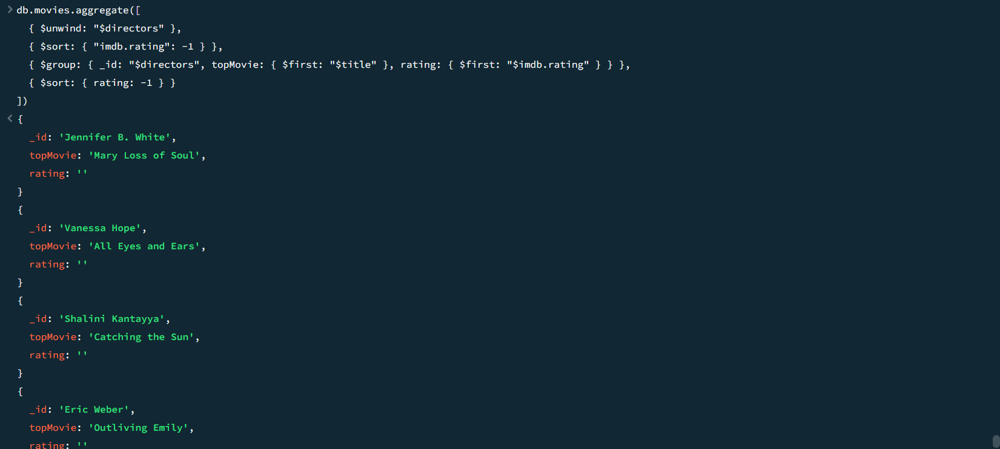 > db.movies.aggregate([
{ $unwind: "$directors" },
{ $sort: { "imdb.rating": -1 } },
{ $group: { _id: "$directors", topMovie: { $first: "$title" }, rating: { $first: "$imdb.rating" } } },
{ $sort: { rating: -1 } }
])
< {
_id: 'Jennifer B. White',
topMovie: 'Mary Loss of Soul',
rating: ''
}
{
_id: 'Vanessa Hope',
topMovie: 'All Eyes and Ears',
rating: ''
}
{
_id: 'Shalini Kantayya',
topMovie: 'Catching the Sun',
rating: ''
}
{
_id: 'Eric Weber',
topMovie: 'Outliving Emily',
rating: ''